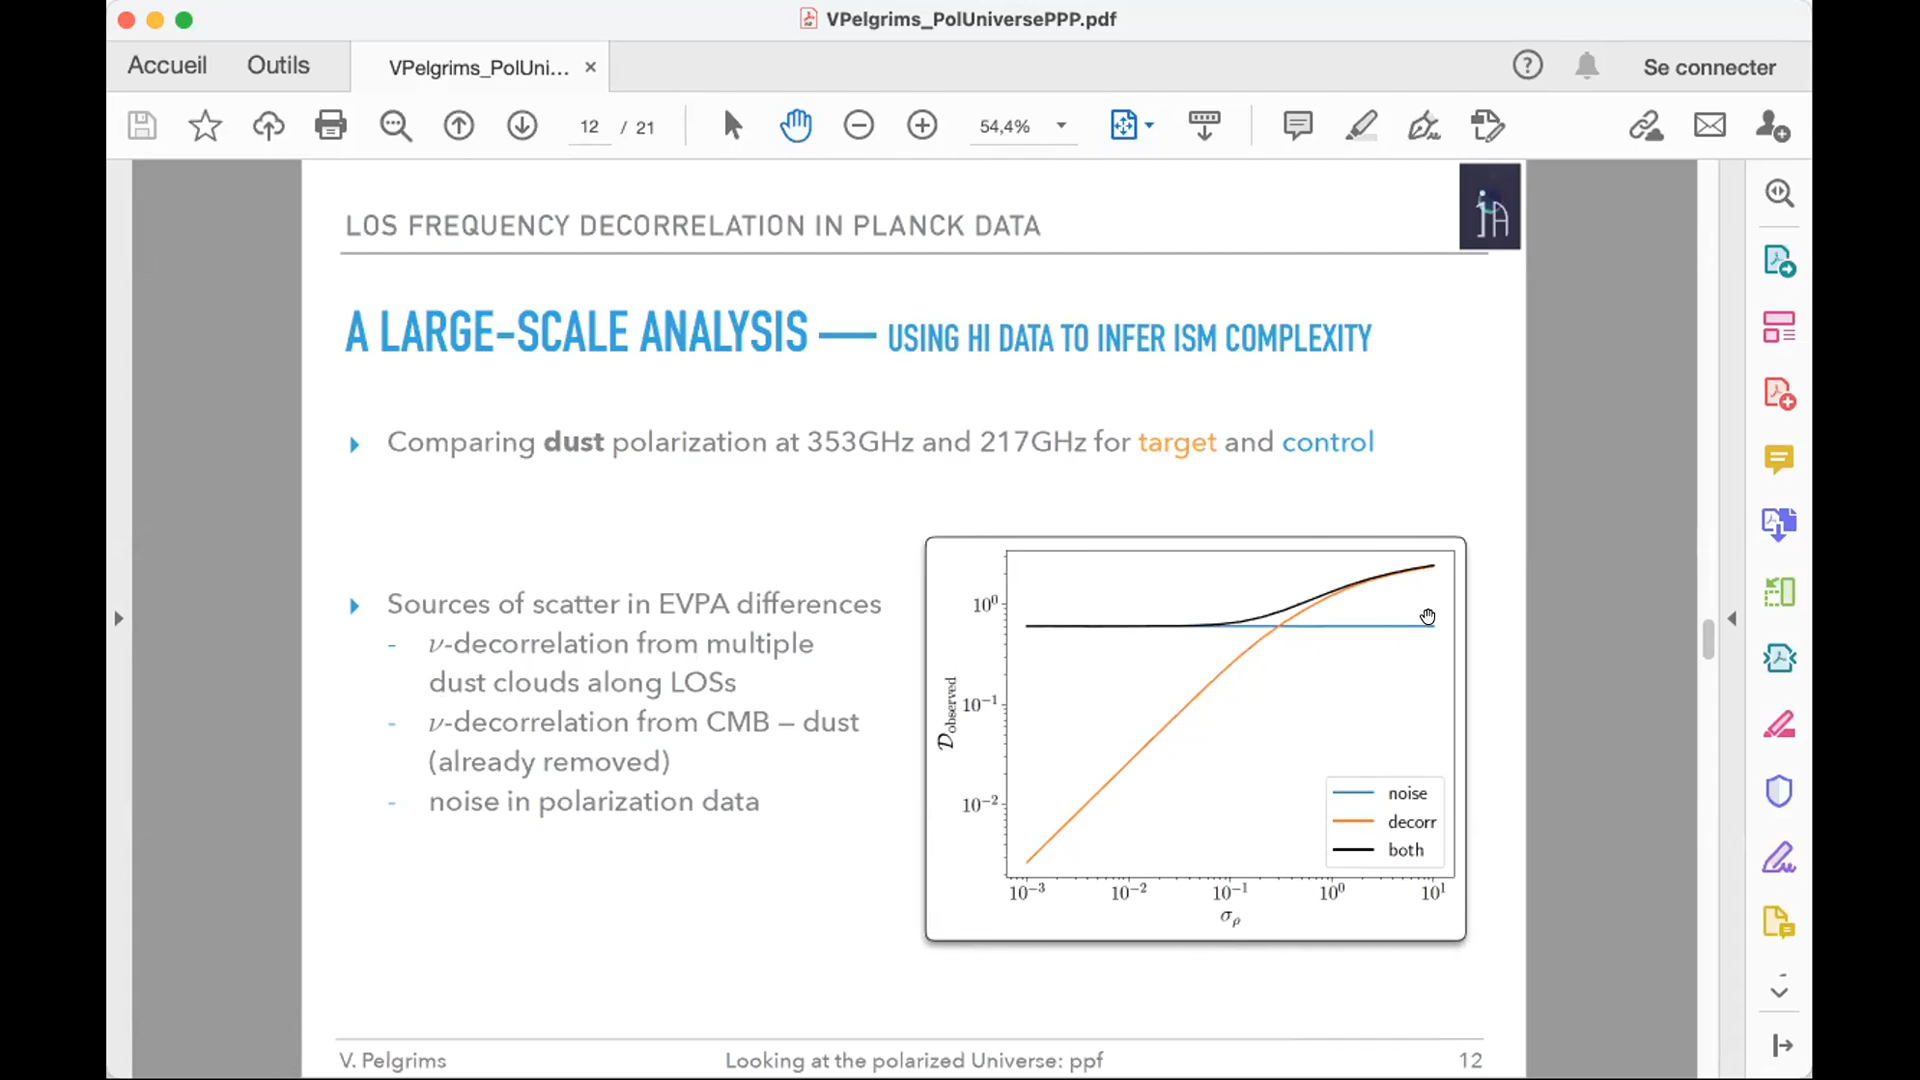 VPelgrims_PolUniversePPP.pdf
Accueil Outils VPelgrims_PolUni... × Se connecter
12 / 21 54,4%
LOS FREQUENCY DECORRELATION IN PLANCK DATA
A LARGE-SCALE ANALYSIS — USING HI DATA TO INFER ISM COMPLEXITY
Comparing dust polarization at 353GHz and 217GHz for target and control
Sources of scatter in EVPA differences
- ν-decorrelation from multiple
dust clouds along LOSs
- ν-decorrelation from CMB – dust
(already removed)
- noise in polarization data
10⁰
10⁻¹
10⁻²
𝒟observed
noise
decorr
both
10⁻³ 10⁻² 10⁻¹ 10⁰ 10¹
σᵨ
V. Pelgrims Looking at the polarized Universe: ppf 12